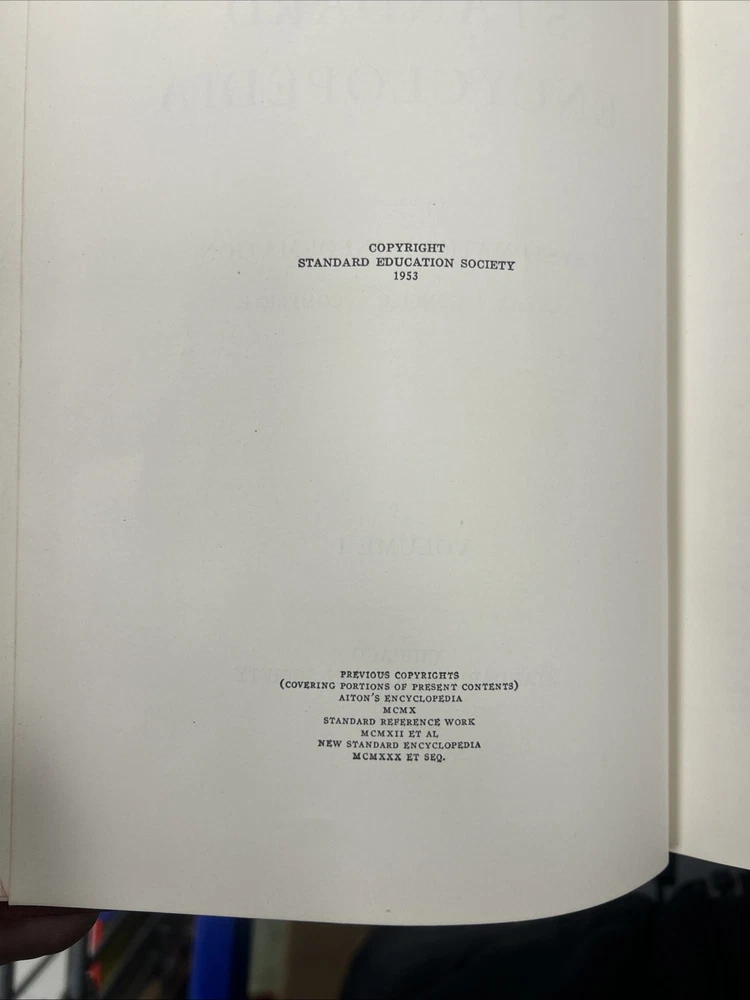 COPYRIGHT
STANDARD EDUCATION SOCIETY
1953
PREVIOUS COPYRIGHTS
(COVERING PORTIONS OF PRESENT CONTENTS)
AITON'S ENCYCLOPEDIA
MCMX
STANDARD REFERENCE WORK
MCMXII ET AL
NEW STANDARD ENCYCLOPEDIA
MCMXXX ET SEQ.